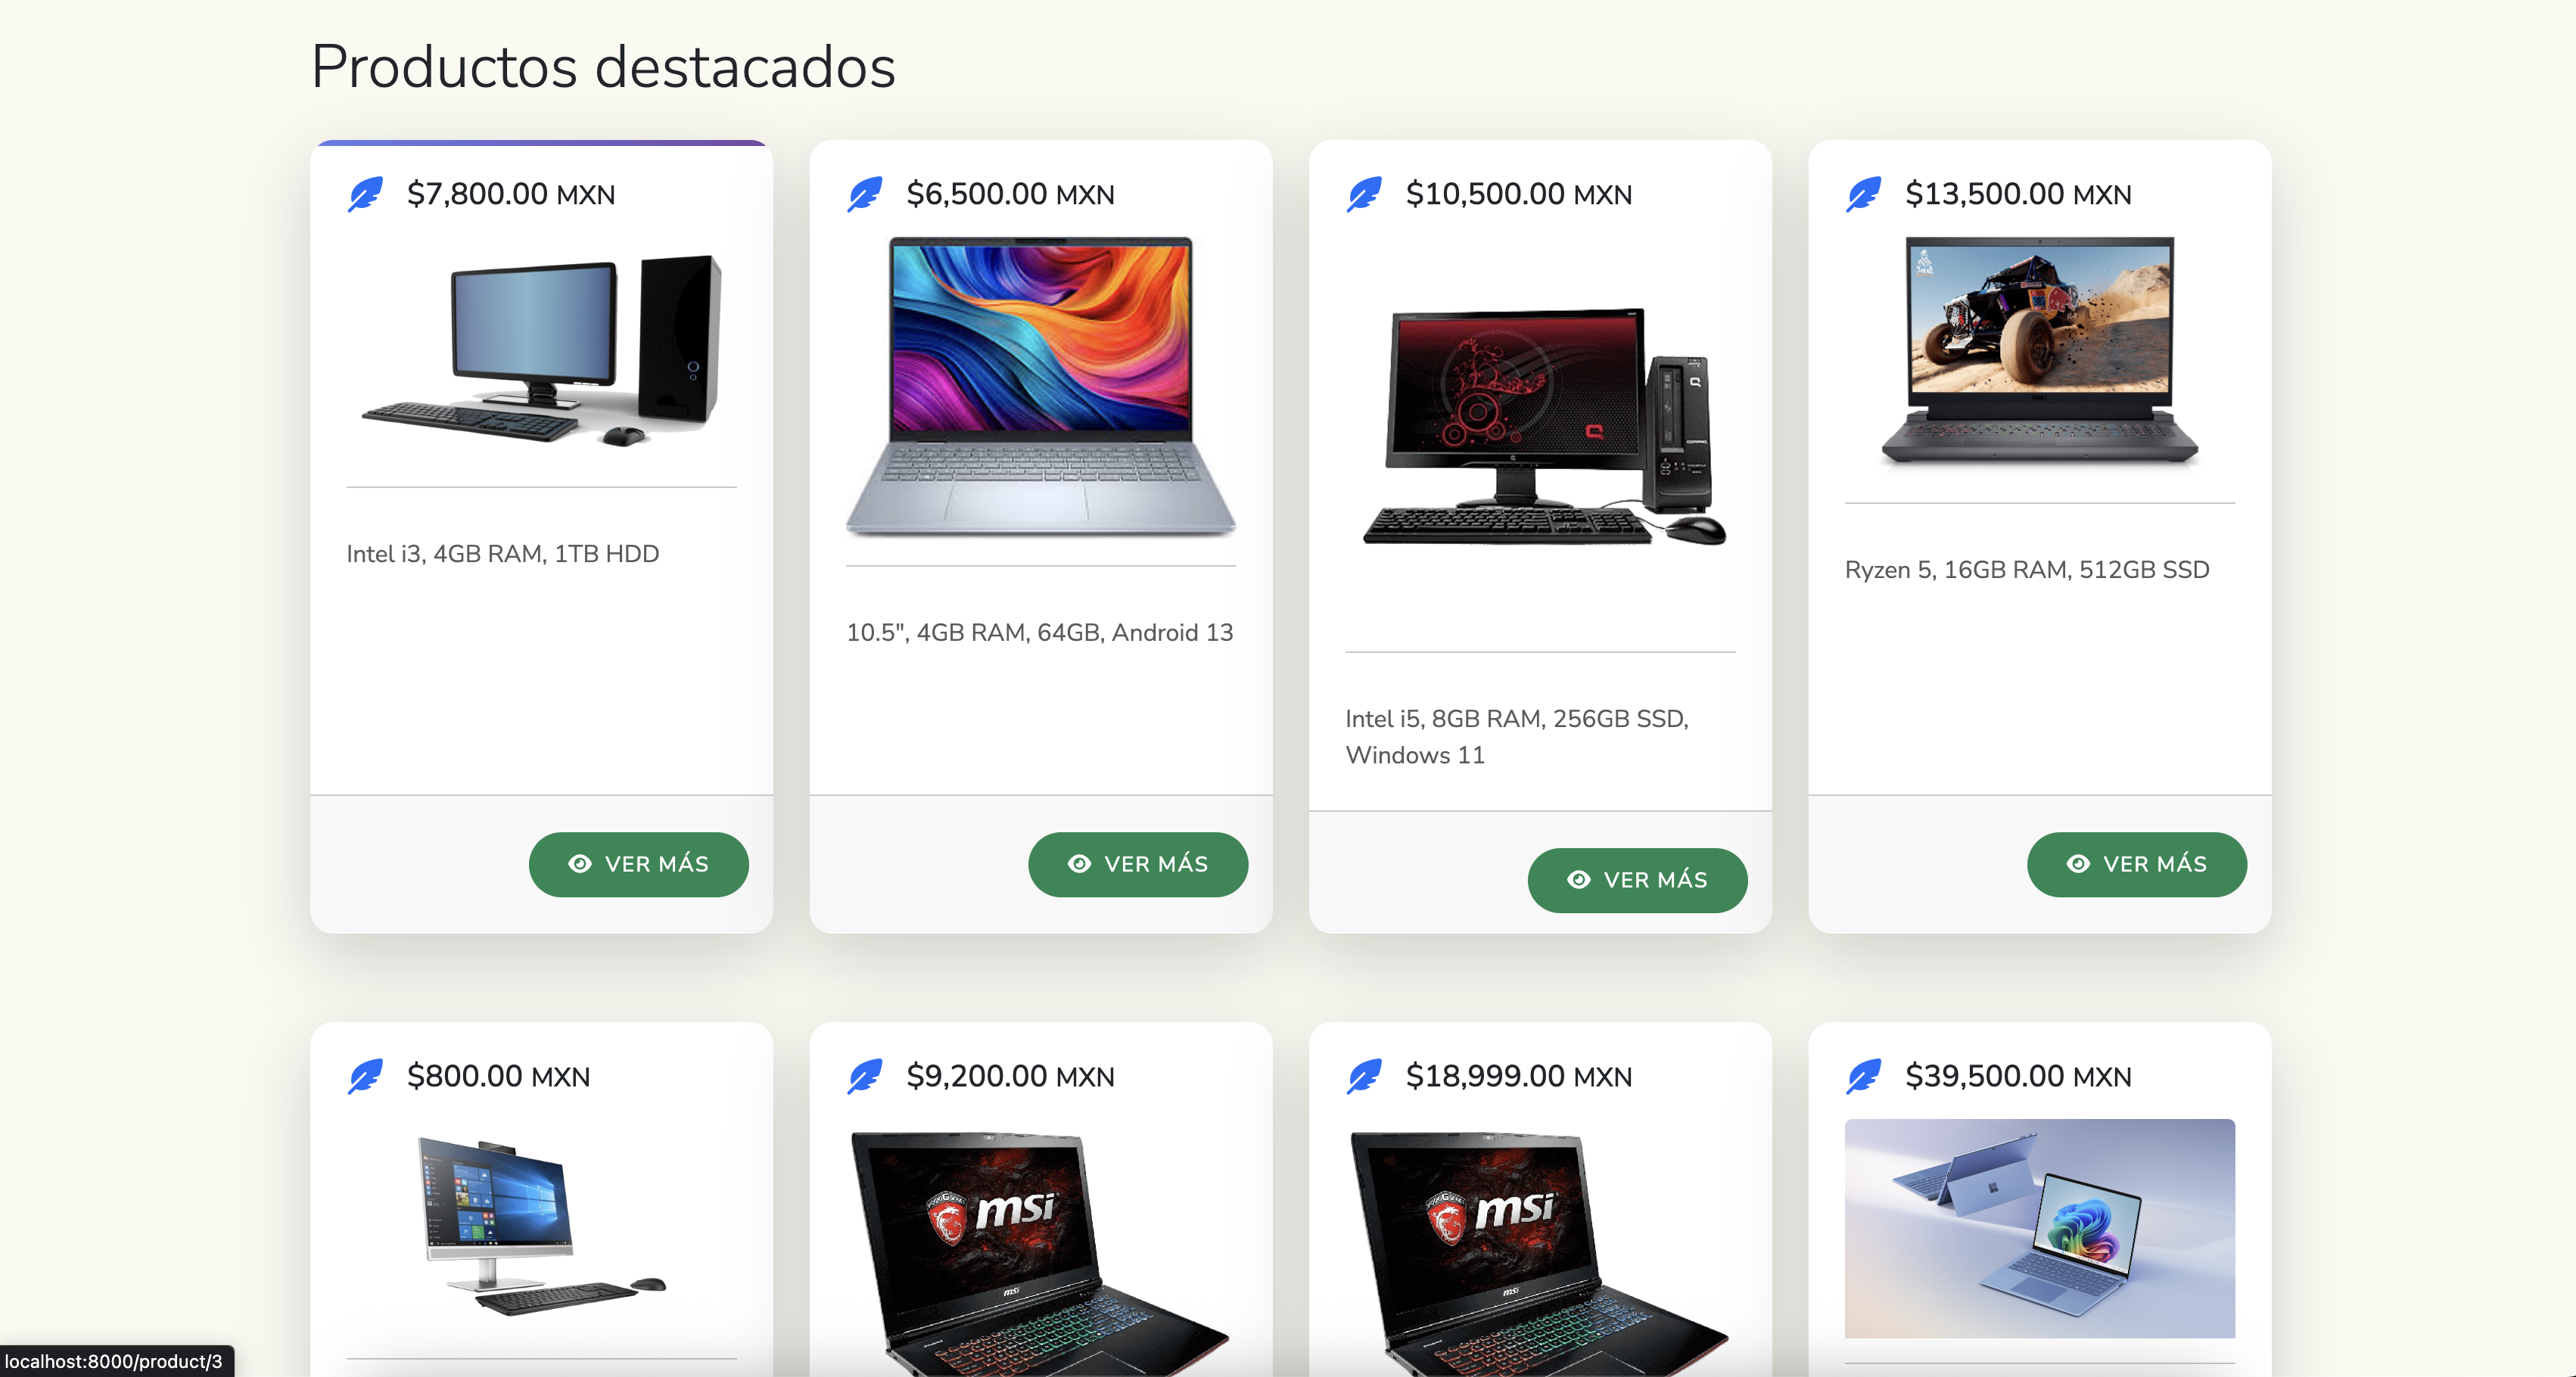 Productos destacados
$7,800.00 MXN
$6,500.00 MXN
$10,500.00 MXN
$13,500.00 MXN
Intel i3, 4GB RAM, 1TB HDD
10.5", 4GB RAM, 64GB, Android 13
Intel i5, 8GB RAM, 256GB SSD,
Windows 11
Ryzen 5, 16GB RAM, 512GB SSD
VER MÁS
VER MÁS
VER MÁS
VER MÁS
$800.00 MXN
$9,200.00 MXN
$18,999.00 MXN
$39,500.00 MXN
msi
msi
msi
msi
localhost:8000/product/3